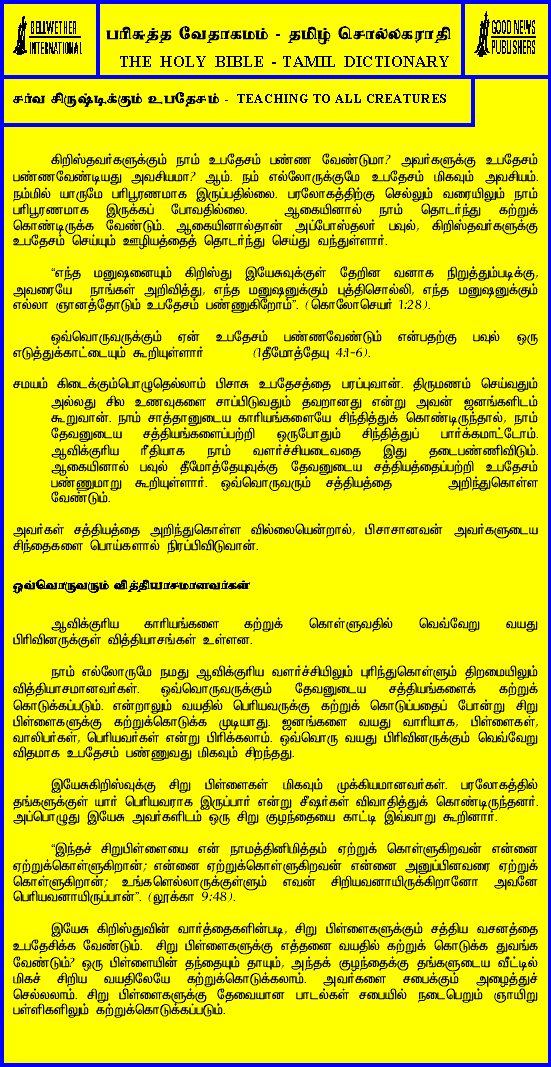 BELLWETHER
INTERNATIONAL
பரிசுத்த வேதாகமம் - தமிழ் சொல்லகராதி
THE HOLY BIBLE - TAMIL DICTIONARY
GOOD NEWS
PUBLISHERS
சர்வ சிருஷ்டிக்கும் உபதேசம் - TEACHING TO ALL CREATURES
கிறிஸ்தவர்களுக்கும் நாம் உபதேசம் பண்ண வேண்டுமா? அவர்களுக்கு உபதேசம்
பண்ணவேண்டியது அவசியமா? ஆம். நம் எல்லோருக்குமே உபதேசம் மிகவும் அவசியம்.
நம்மில் யாருமே பரிபூரணமாக இருப்பதில்லை. பரலோகத்திற்கு செல்லும் வரையிலும் நாம்
பரிபூரணமாக இருக்கப் போவதில்லை. ஆகையினால் நாம் தொடர்ந்து கற்றுக்
கொண்டிருக்க வேண்டும். ஆகையினால்தான் அப்போஸ்தலர் பவுல், கிறிஸ்தவர்களுக்கு
உபதேசம் செய்யும் ஊழியத்தைத் தொடர்ந்து செய்து வந்துள்ளார்.
“எந்த மனுஷனையும் கிறிஸ்து இயேசுவுக்குள் தேறின வனாக நிறுத்தும்படிக்கு,
அவரையே நாங்கள் அறிவித்து, எந்த மனுஷனுக்கும் புத்திசொல்லி, எந்த மனுஷனுக்கும்
எல்லா ஞானத்தோடும் உபதேசம் பண்ணுகிறோம்”. (கொலோசெயர் 1:28).
ஒவ்வொருவருக்கும் ஏன் உபதேசம் பண்ணவேண்டும் என்பதற்கு பவுல் ஒரு
எடுத்துக்காட்டையும் கூறியுள்ளார் (1தீமோத்தேயு 4:1-6).
சமயம் கிடைக்கும்பொழுதெல்லாம் பிசாசு உபதேசத்தை பரப்புவான். திருமணம் செய்வதும்
அல்லது சில உணவுகளை சாப்பிடுவதும் தவறானது என்று அவன் ஜனங்களிடம்
கூறுவான். நாம் சாத்தானுடைய காரியங்களையே சிந்தித்துக் கொண்டிருந்தால், நாம்
தேவனுடைய சத்தியங்களைப்பற்றி ஒருபோதும் சிந்தித்துப் பார்க்கமாட்டோம்.
ஆவிக்குரிய ரீதியாக நாம் வளர்ச்சியடைவதை இது தடைபண்ணிவிடும்.
ஆகையினால் பவுல் தீமோத்தேயுவுக்கு தேவனுடைய சத்தியத்தைப்பற்றி உபதேசம்
பண்ணுமாறு கூறியுள்ளார். ஒவ்வொருவரும் சத்தியத்தை அறிந்துகொள்ள
வேண்டும்.
அவர்கள் சத்தியத்தை அறிந்துகொள்ள வில்லையென்றால், பிசாசானவன் அவர்களுடைய
சிந்தைகளை பொய்களால் நிரப்பிவிடுவான்.
ஒவ்வொருவரும் வித்தியாசமானவர்கள்
ஆவிக்குரிய காரியங்களை கற்றுக் கொள்ளுவதில் வெவ்வேறு வயது
பிரிவினருக்குள் வித்தியாசங்கள் உள்ளன.
நாம் எல்லோருமே நமது ஆவிக்குரிய வளர்ச்சியிலும் புரிந்துகொள்ளும் திறமையிலும்
வித்தியாசமானவர்கள். ஒவ்வொருவருக்கும் தேவனுடைய சத்தியங்களைக் கற்றுக்
கொடுக்கப்படும். என்றாலும் வயதில் பெரியவருக்கு கற்றுக் கொடுப்பதைப் போன்று சிறு
பிள்ளைகளுக்கு கற்றுக்கொடுக்க முடியாது. ஜனங்களை வயது வாரியாக, பிள்ளைகள்,
வாலிபர்கள், பெரியவர்கள் என்று பிரிக்கலாம். ஒவ்வொரு வயது பிரிவினருக்கும் வெவ்வேறு
விதமாக உபதேசம் பண்ணுவது மிகவும் சிறந்தது.
இயேசுகிறிஸ்வுக்கு சிறு பிள்ளைகள் மிகவும் முக்கியமானவர்கள். பரலோகத்தில்
தங்களுக்குள் யார் பெரியவராக இருப்பார் என்று சீஷர்கள் விவாதித்துக் கொண்டிருந்தனர்.
அப்பொழுது இயேசு அவர்களிடம் ஒரு சிறு குழந்தையை காட்டி இவ்வாறு கூறினார்.
“இந்தச் சிறுபிள்ளையை என் நாமத்தினிமித்தம் ஏற்றுக் கொள்ளுகிறவன் என்னை
ஏற்றுக்கொள்ளுகிறான்; என்னை ஏற்றுக்கொள்ளுகிறவன் என்னை அனுப்பினவரை ஏற்றுக்
கொள்ளுகிறான்; உங்களெல்லாருக்குள்ளும் எவன் சிறியவனாயிருக்கிறானோ அவனே
பெரியவனாயிருப்பான்”. (லூக்கா 9:48).
இயேசு கிறிஸ்துவின் வார்த்தைகளின்படி, சிறு பிள்ளைகளுக்கும் சத்திய வசனத்தை
உபதேசிக்க வேண்டும். சிறு பிள்ளைகளுக்கு எத்தனை வயதில் கற்றுக் கொடுக்க துவங்க
வேண்டும்? ஒரு பிள்ளையின் தந்தையும் தாயும், அந்தக் குழந்தைக்கு தங்களுடைய வீட்டில்
மிகச் சிறிய வயதிலேயே கற்றுக்கொடுக்கலாம். அவர்களை சபைக்கும் அழைத்துச்
செல்லலாம். சிறு பிள்ளைகளுக்கு தேவையான பாடல்கள் சபையில் நடைபெறும் ஞாயிறு
பள்ளிகளிலும் கற்றுக்கொடுக்கப்படும்.